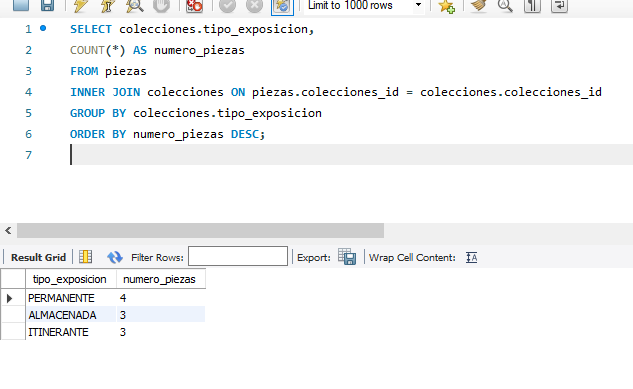 Limit to 1000 rows
1 SELECT colecciones.tipo_exposicion,
2 COUNT(*) AS numero_piezas
3 FROM piezas
4 INNER JOIN colecciones ON piezas.colecciones_id = colecciones.colecciones_id
5 GROUP BY colecciones.tipo_exposicion
6 ORDER BY numero_piezas DESC;
7
Result Grid Filter Rows: Export: Wrap Cell Content: IA
tipo_exposicion numero_piezas
PERMANENTE 4
ALMACENADA 3
ITINERANTE 3